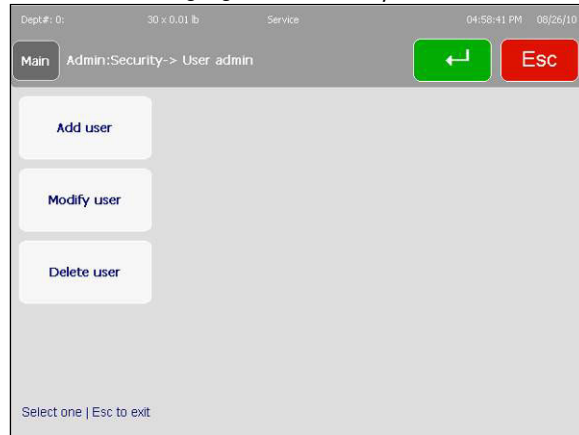 Dept#: 0: 30 x 0.01 lb Service 04:58:41 PM 08/26/10
Main Admin:Security-> User admin Esc
Add user
Modify user
Delete user
Select one | Esc to exit